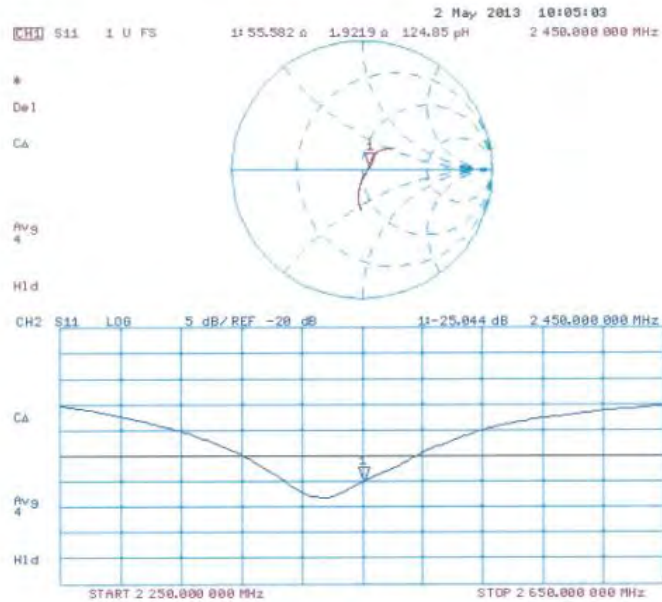 2 May 2013 10:05:03
CH1 S11 1 U FS 1: 55.582 Ω 1.9219 Ω 124.85 pH 2 450.000 000 MHz
*
Del
CΔ
1
Avg
4
Hld
CH2 S11 LOG 5 dB/REF -20 dB 1:-25.044 dB 2 450.000 000 MHz
CΔ
1
Avg
4
Hld
START 2 250.000 000 MHz STOP 2 650.000 000 MHz